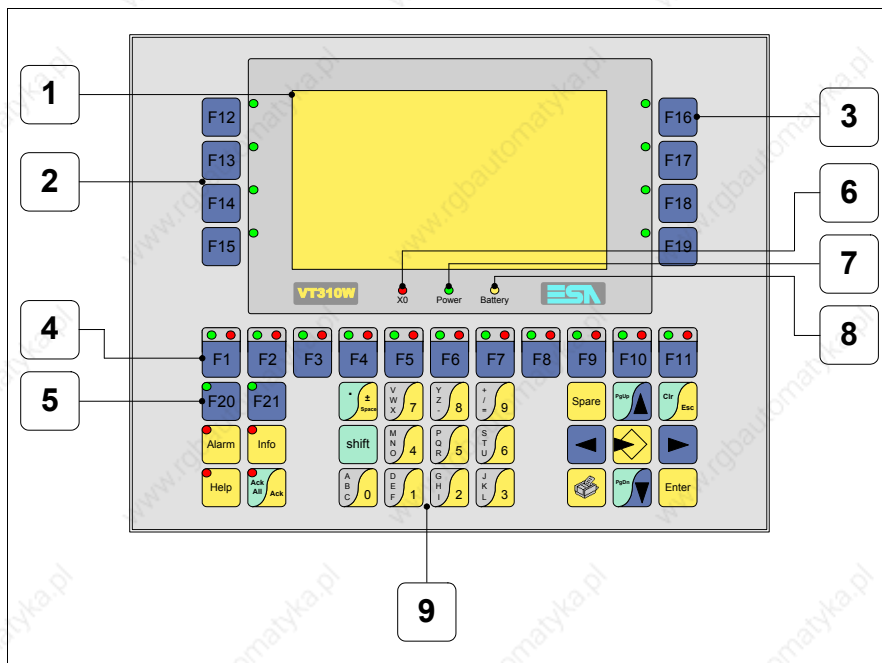 1
F12
F16
3
F13
F17
2
6
F14
F18
F15
F19
7
VT310W
X0
Power
Battery
ESA
8
4
F1
F2
F3
F4
F5
F6
F7
F8
F9
F10
F11
5
F20
F21
. ± Space
V W X 7
Y Z - 8
+ / = 9
Spare
PgUp
Clr Esc
Alarm
Info
shift
M N O 4
P Q R 5
S T U 6
Help
Ack All Ack
A B C 0
D E F 1
G H I 2
J K L 3
PgDn
Enter
9
www.rgbautomatyka.pl